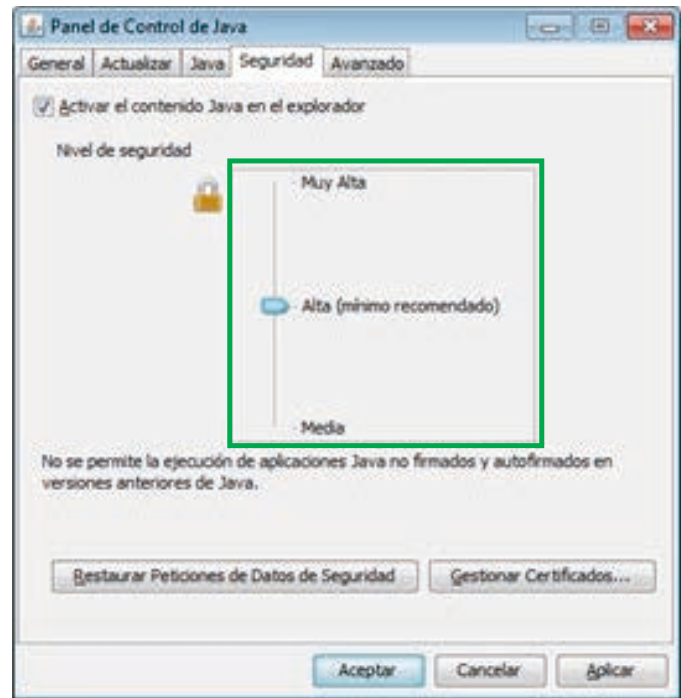 Panel de Control de Java
General Actualizar Java Seguridad Avanzado
Activar el contenido Java en el explorador
Nivel de seguridad
Muy Alta
Alta (mínimo recomendado)
Media
No se permite la ejecución de aplicaciones Java no firmados y autofirmados en
versiones anteriores de Java.
Restaurar Peticiones de Datos de Seguridad Gestionar Certificados...
Aceptar Cancelar Aplicar